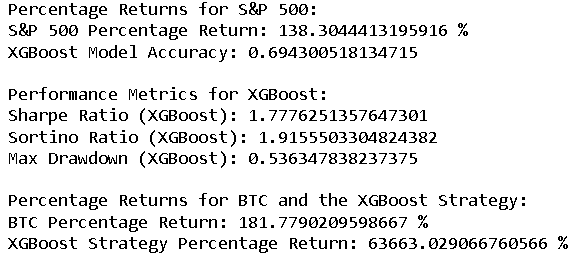 Percentage Returns for S&P 500:
S&P 500 Percentage Return: 138.3044413195916 %
XGBoost Model Accuracy: 0.694300518134715
Performance Metrics for XGBoost:
Sharpe Ratio (XGBoost): 1.7776251357647301
Sortino Ratio (XGBoost): 1.9155503304824382
Max Drawdown (XGBoost): 0.536347838237375
Percentage Returns for BTC and the XGBoost Strategy:
BTC Percentage Return: 181.7790209598667 %
XGBoost Strategy Percentage Return: 63663.029066760566 %